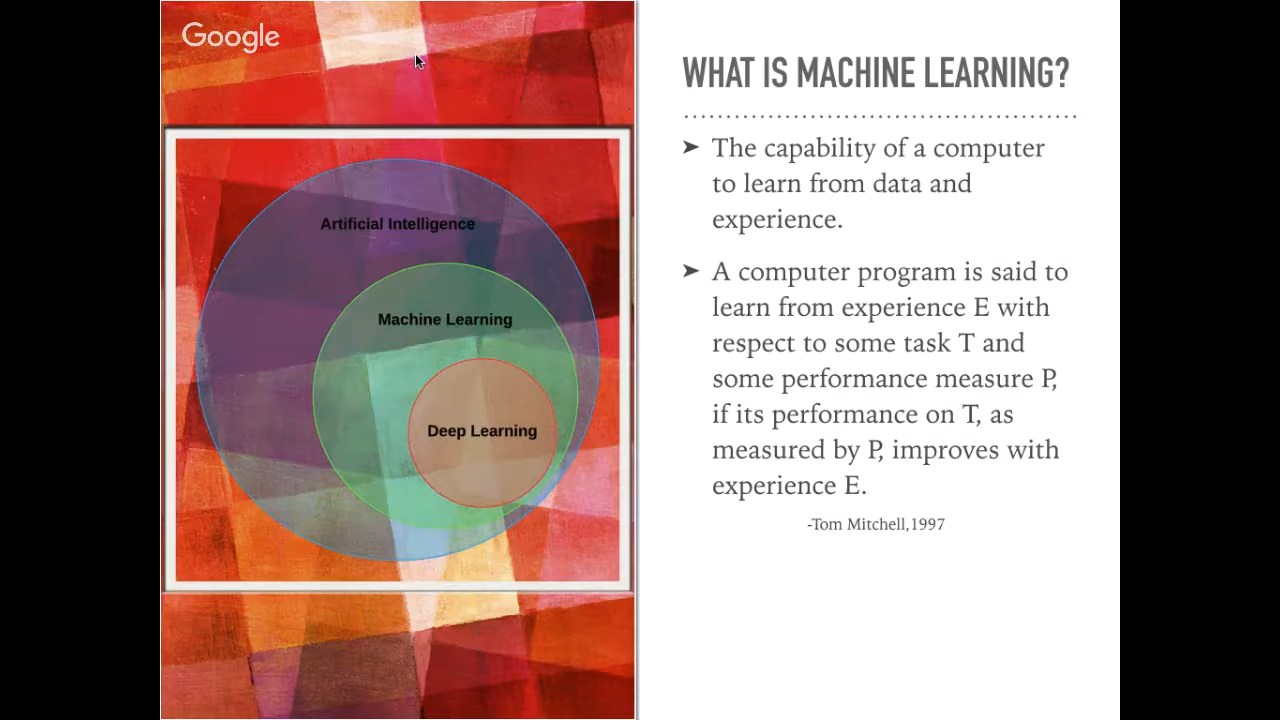 Google
Artificial Intelligence
Machine Learning
Deep Learning
WHAT IS MACHINE LEARNING?
The capability of a computer
to learn from data and
experience.
A computer program is said to
learn from experience E with
respect to some task T and
some performance measure P,
if its performance on T, as
measured by P, improves with
experience E.
-Tom Mitchell,1997